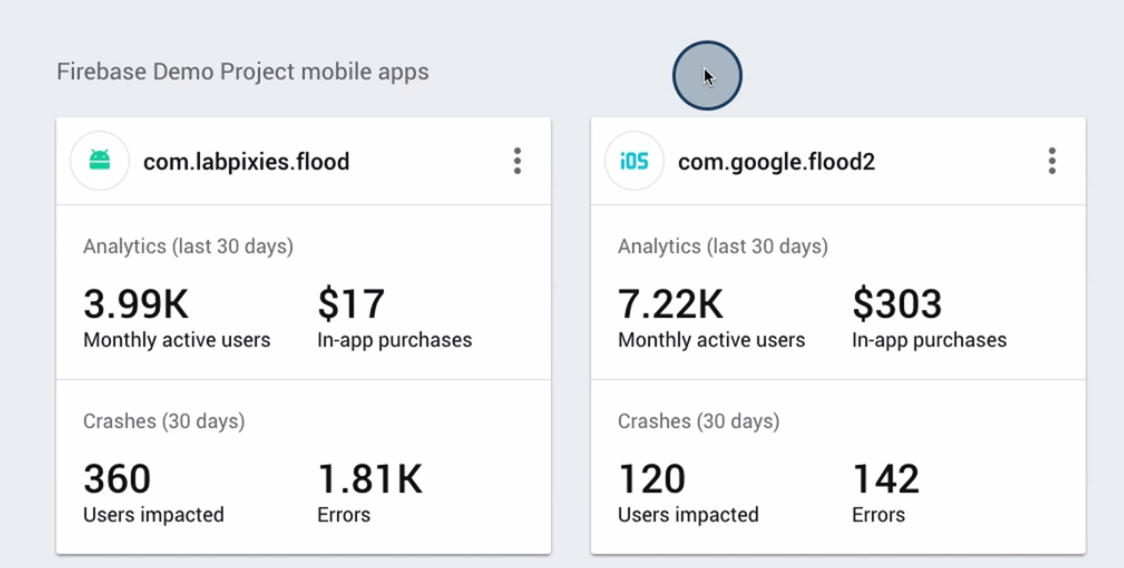 Firebase Demo Project mobile apps
com.labpixies.flood
Analytics (last 30 days)
3.99K $17
Monthly active users In-app purchases
Crashes (30 days)
360 1.81K
Users impacted Errors
iOS com.google.flood2
Analytics (last 30 days)
7.22K $303
Monthly active users In-app purchases
Crashes (30 days)
120 142
Users impacted Errors